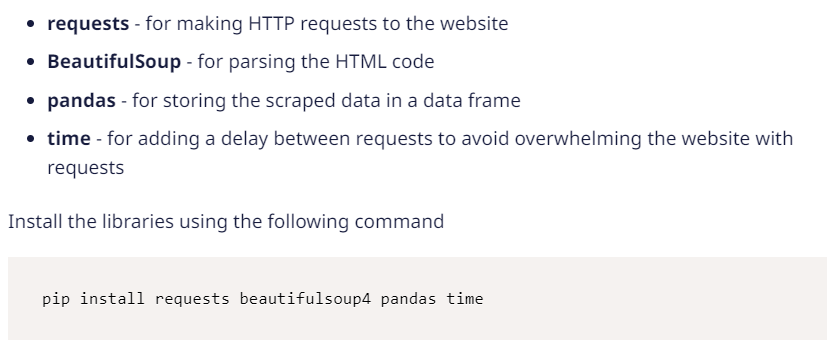 requests - for making HTTP requests to the website
BeautifulSoup - for parsing the HTML code
pandas - for storing the scraped data in a data frame
time - for adding a delay between requests to avoid overwhelming the website with
requests
Install the libraries using the following command
pip install requests beautifulsoup4 pandas time